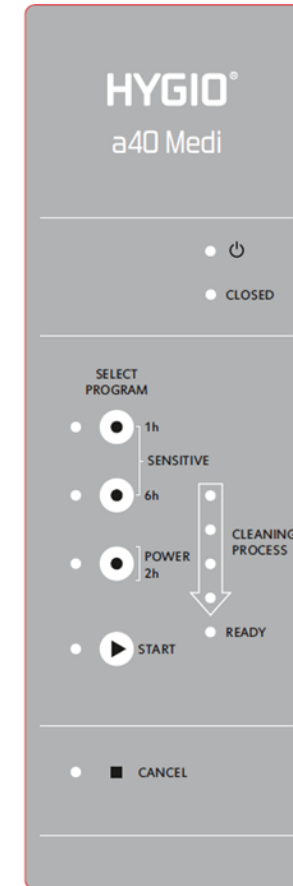 HYGIO®
a40 Medi
CLOSED
SELECT
PROGRAM
1h
SENSITIVE
6h
POWER
2h
CLEANING
PROCESS
START
READY
CANCEL